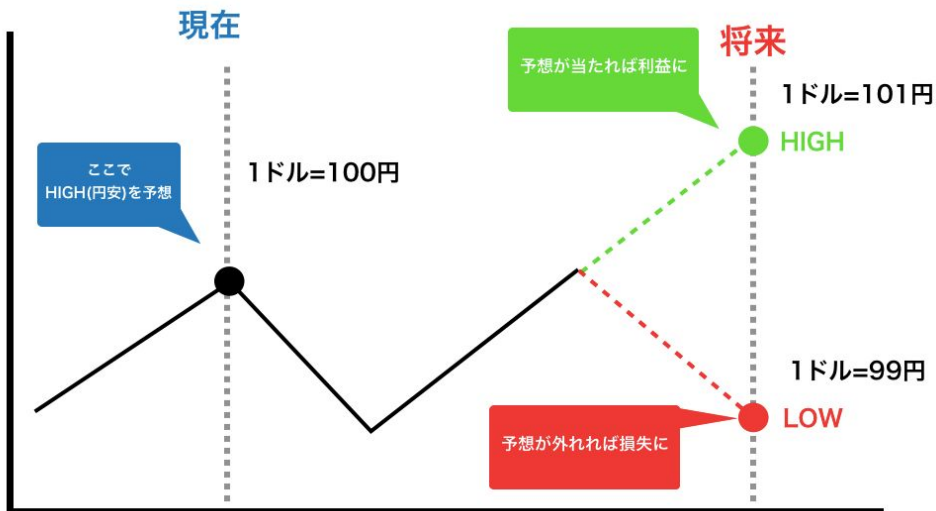 現在
ここで
HIGH(円安)を予想
1ドル=100円
予想が当たれば利益に
将来
1ドル=101円
HIGH
1ドル=99円
LOW
予想が外れれば損失に